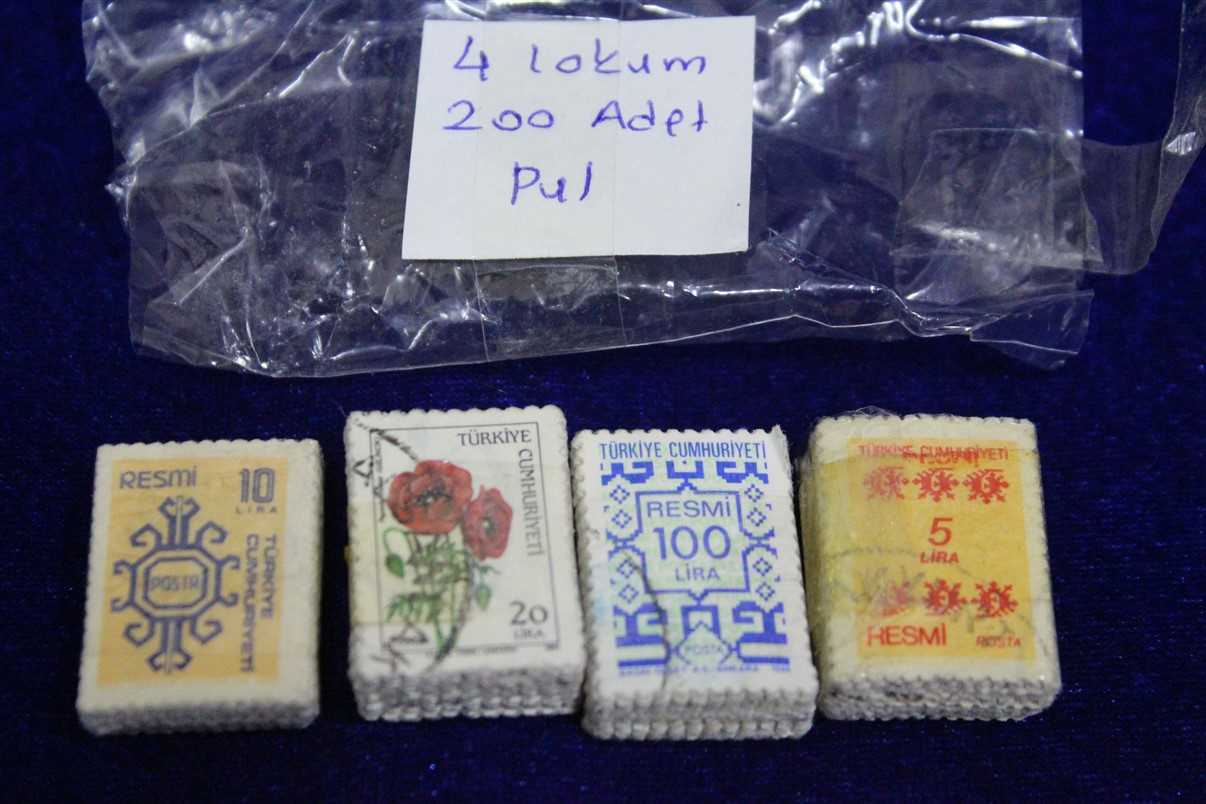 4 lokum
200 Adet
Pul
RESMİ 10
LİRA
POSTA
TÜRKİYE
CUMHURİYETİ
TÜRKİYE
CUMHURİYETİ
20
LİRA
TÜRKİYE CUMHURİYETİ
RESMİ
100
LİRA
POSTA
TÜRKİYE CUMHURİYETİ
5
LİRA
RESMİ POSTA